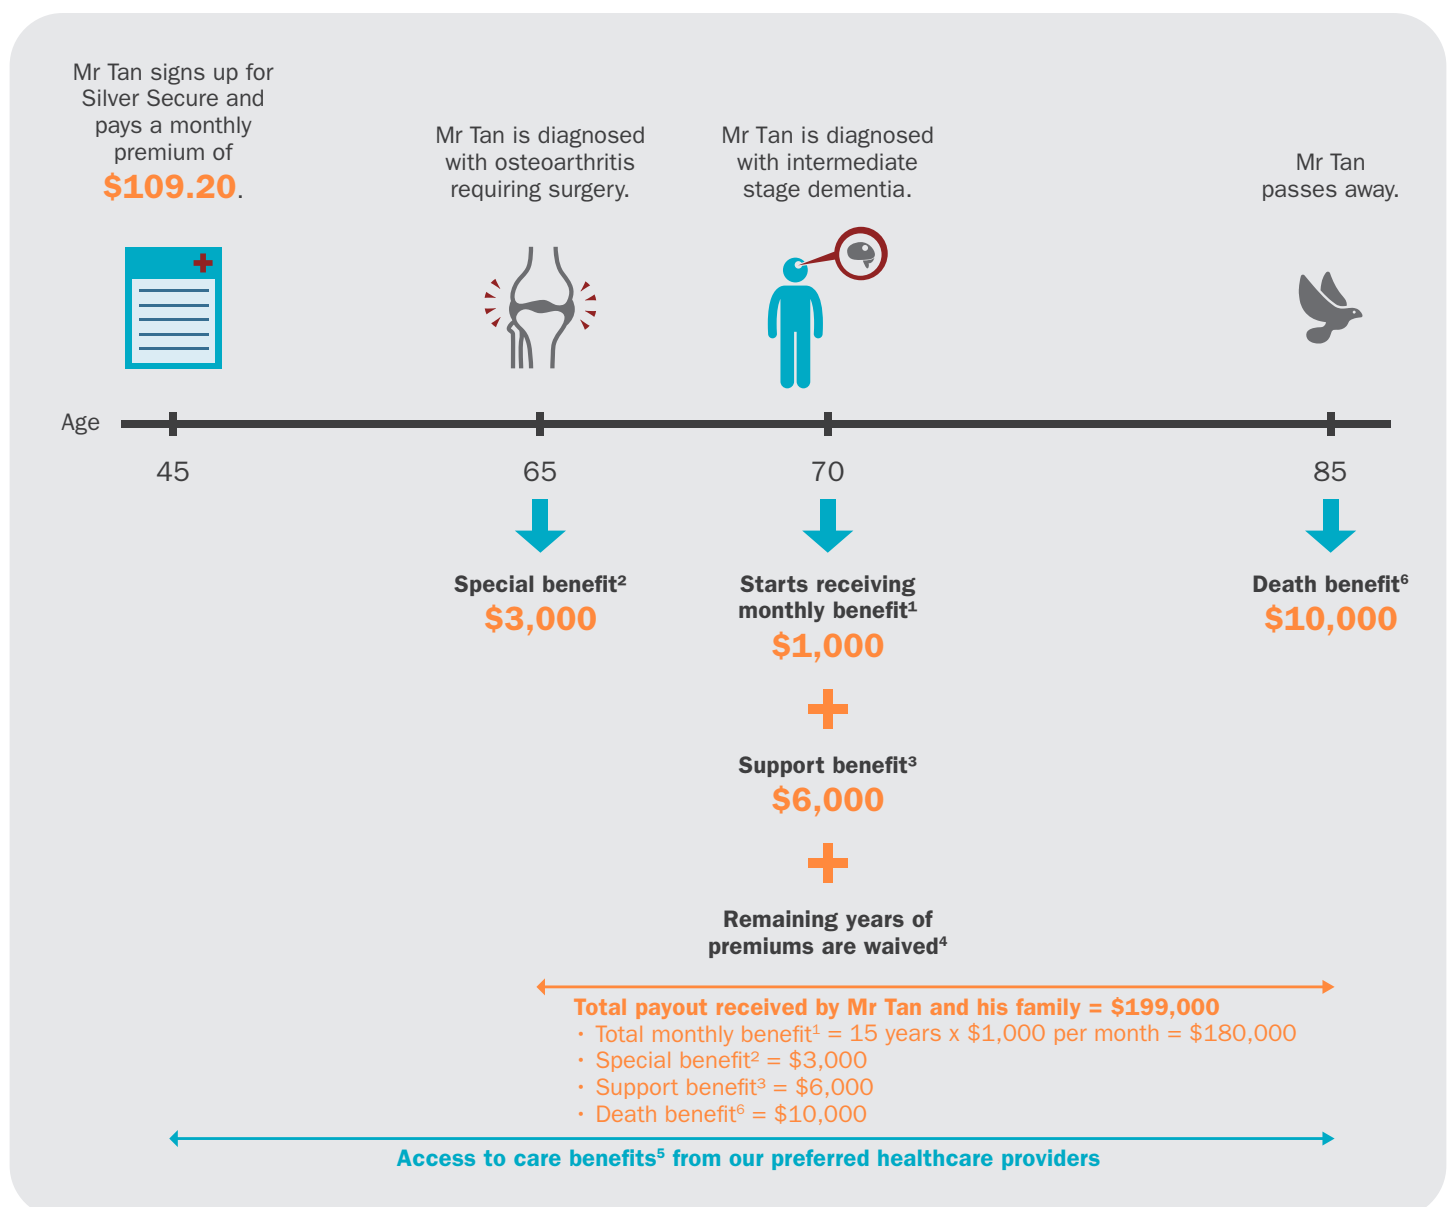 Mr Tan signs up for
Silver Secure and
pays a monthly
premium of
$109.20.
Mr Tan is diagnosed
with osteoarthritis
requiring surgery.
Mr Tan is diagnosed
with intermediate
stage dementia.
Mr Tan
passes away.
Age
45
65
70
85
Special benefit²
$3,000
Starts receiving
monthly benefit¹
$1,000
Support benefit³
$6,000
Remaining years of
premiums are waived⁴
Death benefit⁶
$10,000
Total payout received by Mr Tan and his family = $199,000
• Total monthly benefit¹ = 15 years x $1,000 per month = $180,000
• Special benefit² = $3,000
• Support benefit³ = $6,000
• Death benefit⁶ = $10,000
Access to care benefits⁵ from our preferred healthcare providers